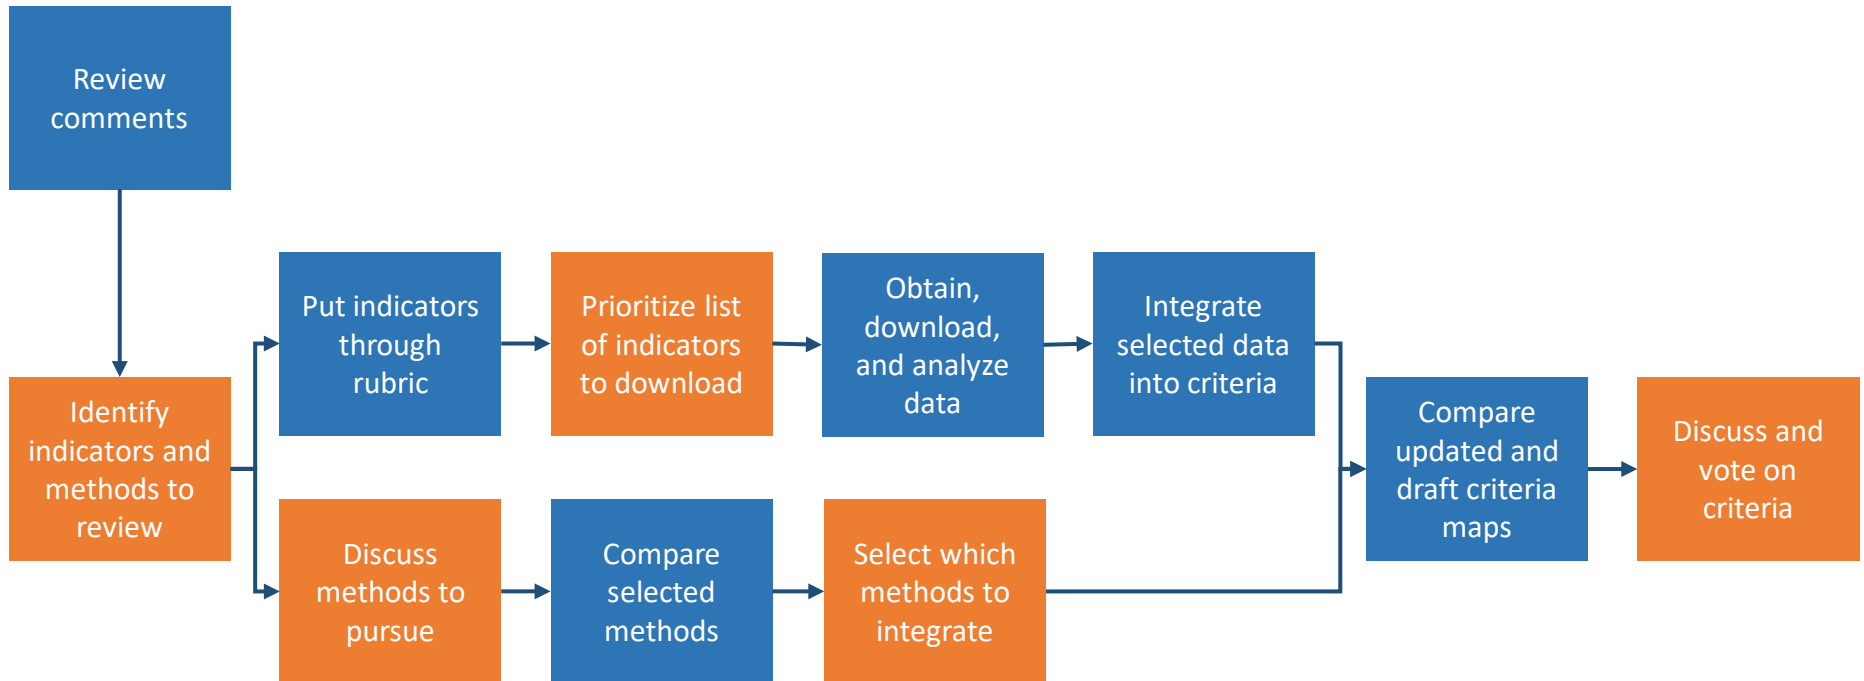 Review
comments
Identify
indicators and
methods to
review
Put indicators
through
rubric
Prioritize list
of indicators
to download
Obtain,
download,
and analyze
data
Integrate
selected data
into criteria
Discuss
methods to
pursue
Compare
selected
methods
Select which
methods to
integrate
Compare
updated and
draft criteria
maps
Discuss and
vote on
criteria